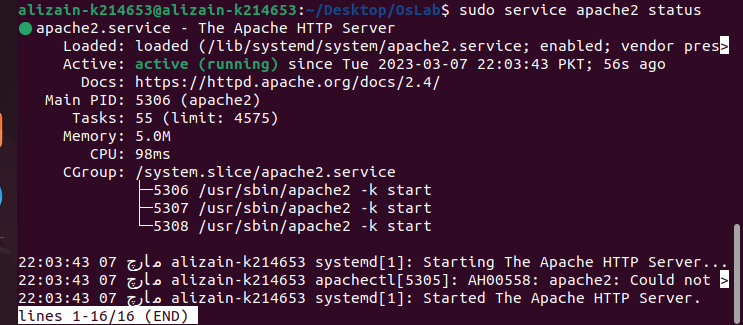 alizain-k214653@alizain-k214653:~/Desktop/OsLab$ sudo service apache2 status
● apache2.service - The Apache HTTP Server
     Loaded: loaded (/lib/systemd/system/apache2.service; enabled; vendor pres>
     Active: active (running) since Tue 2023-03-07 22:03:43 PKT; 56s ago
       Docs: https://httpd.apache.org/docs/2.4/
   Main PID: 5306 (apache2)
      Tasks: 55 (limit: 4575)
     Memory: 5.0M
        CPU: 98ms
     CGroup: /system.slice/apache2.service
             ├─5306 /usr/sbin/apache2 -k start
             ├─5307 /usr/sbin/apache2 -k start
             └─5308 /usr/sbin/apache2 -k start
22:03:43 07 مارچ alizain-k214653 systemd[1]: Starting The Apache HTTP Server...
22:03:43 07 مارچ alizain-k214653 apachectl[5305]: AH00558: apache2: Could not >
22:03:43 07 مارچ alizain-k214653 systemd[1]: Started The Apache HTTP Server.
lines 1-16/16 (END)